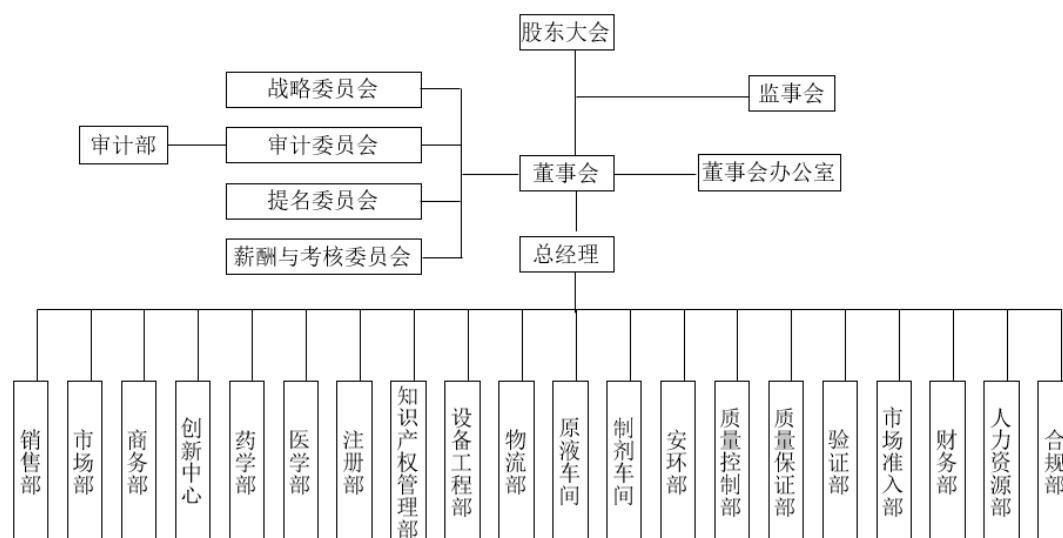 股东大会
战略委员会
监事会
审计部
审计委员会
董事会
董事会办公室
提名委员会
总经理
薪酬与考核委员会
销售部
市场部
商务部
创新中心
药学部
医学部
注册部
知识产权管理部
设备工程部
物流部
原液车间
制剂车间
安环部
质量控制部
质量保证部
验证部
市场准入部
财务部
人力资源部
合规部